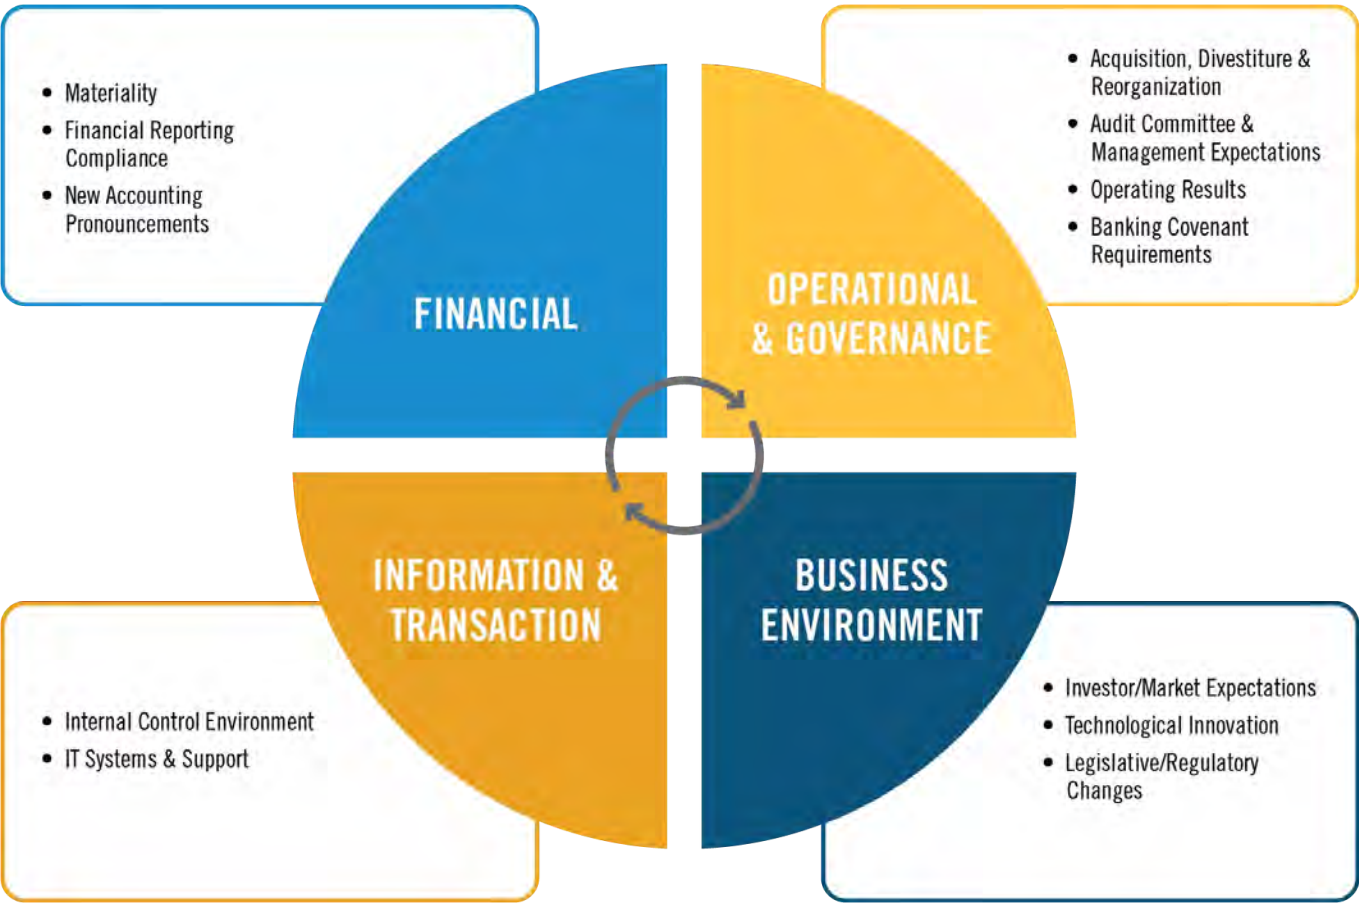 • Materiality
• Financial Reporting
Compliance
• New Accounting
Pronouncements
FINANCIAL
• Acquisition, Divestiture &
Reorganization
• Audit Committee &
Management Expectations
• Operating Results
• Banking Covenant
Requirements
OPERATIONAL
& GOVERNANCE
INFORMATION &
TRANSACTION
• Internal Control Environment
• IT Systems & Support
BUSINESS
ENVIRONMENT
• Investor/Market Expectations
• Technological Innovation
• Legislative/Regulatory
Changes